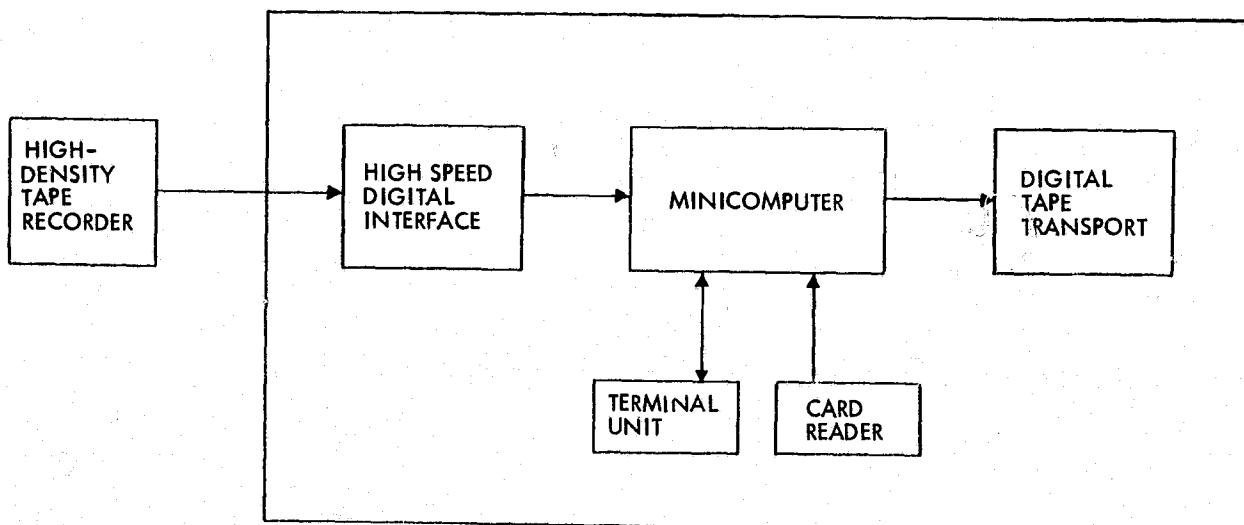 HIGH-
DENSITY
TAPE
RECORDER
HIGH SPEED
DIGITAL
INTERFACE
MINICOMPUTER
DIGITAL
TAPE
TRANSPORT
TERMINAL
UNIT
CARD
READER